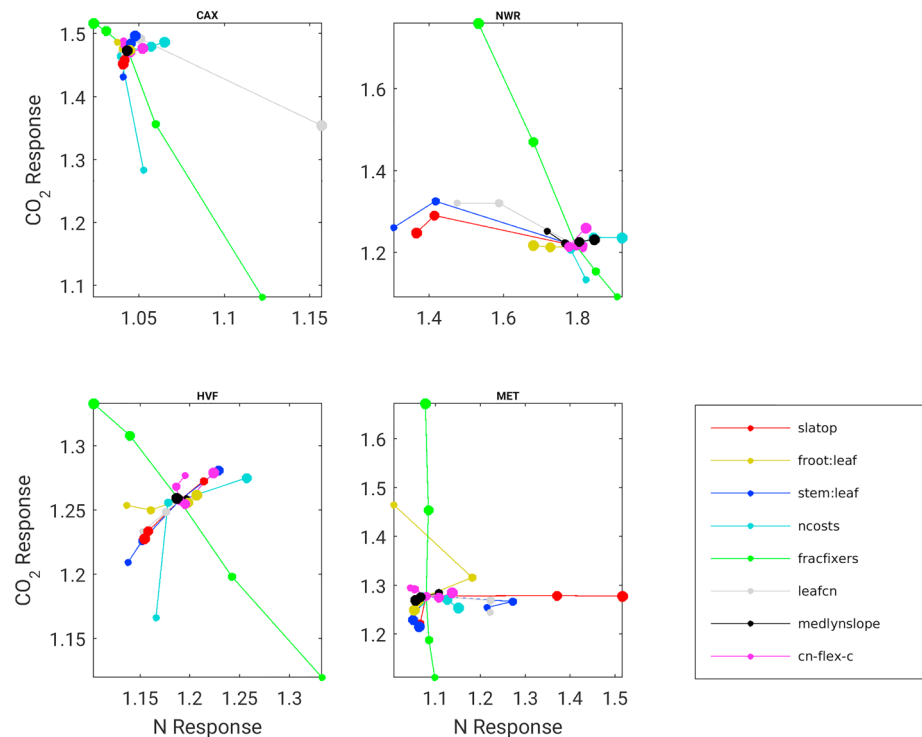 CAX
NWR
1.5
1.4
1.3
1.2
1.1
CO2 Response
1.05
1.1
1.15
1.6
1.4
1.2
1.4
1.6
1.8
HVF
MET
1.3
1.25
1.2
1.15
CO2 Response
1.15
1.2
1.25
1.3
N Response
1.6
1.5
1.4
1.3
1.2
1.1
1.2
1.3
1.4
1.5
N Response
slatop
froot:leaf
stem:leaf
ncosts
fracfixers
leafcn
medlynslope
cn-flex-c